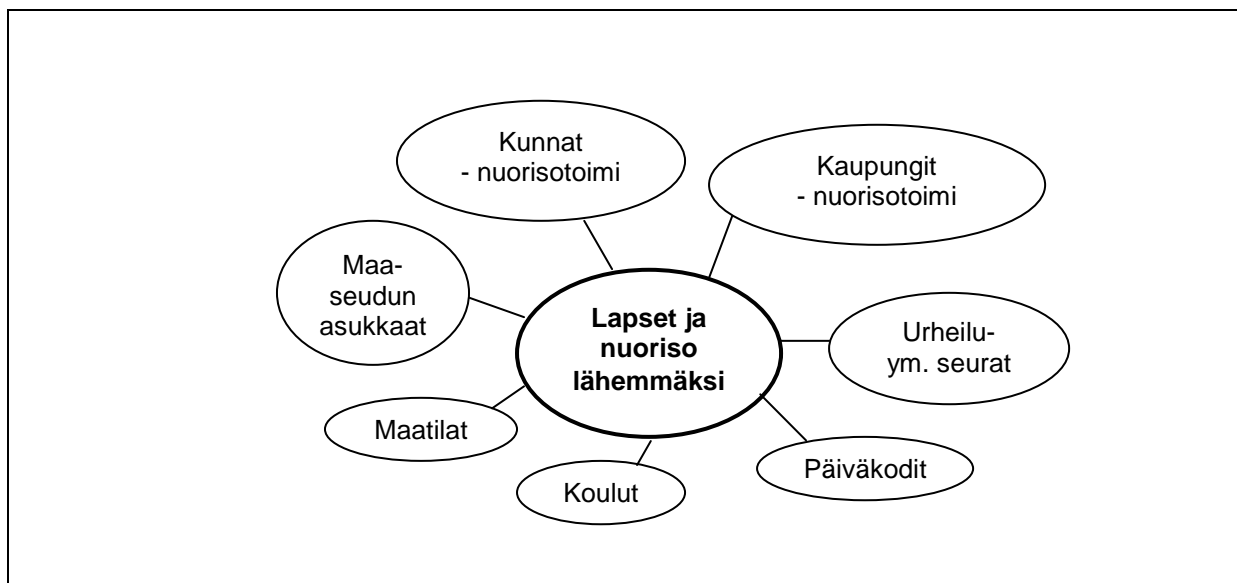 Kunnat
- nuorisotoimi
Kaupungit
- nuorisotoimi
Maa-
seudun
asukkaat
Lapset ja
nuoriso
lähemmäksi
Urheilu-
ym. seurat
Maatilat
Koulut
Päiväkodit